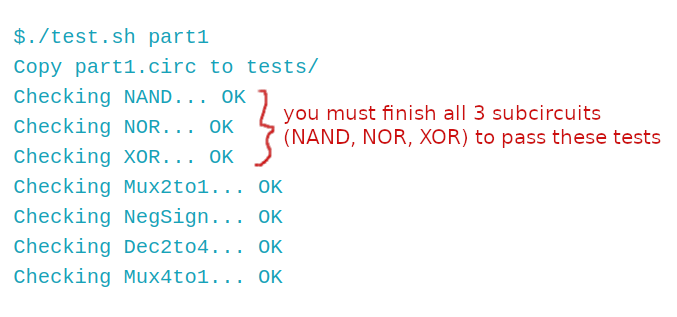 $./test.sh part1
Copy part1.circ to tests/
Checking NAND... OK
Checking NOR... OK
Checking XOR... OK
you must finish all 3 subcircuits
(NAND, NOR, XOR) to pass these tests
Checking Mux2to1... OK
Checking NegSign... OK
Checking Dec2to4... OK
Checking Mux4to1... OK